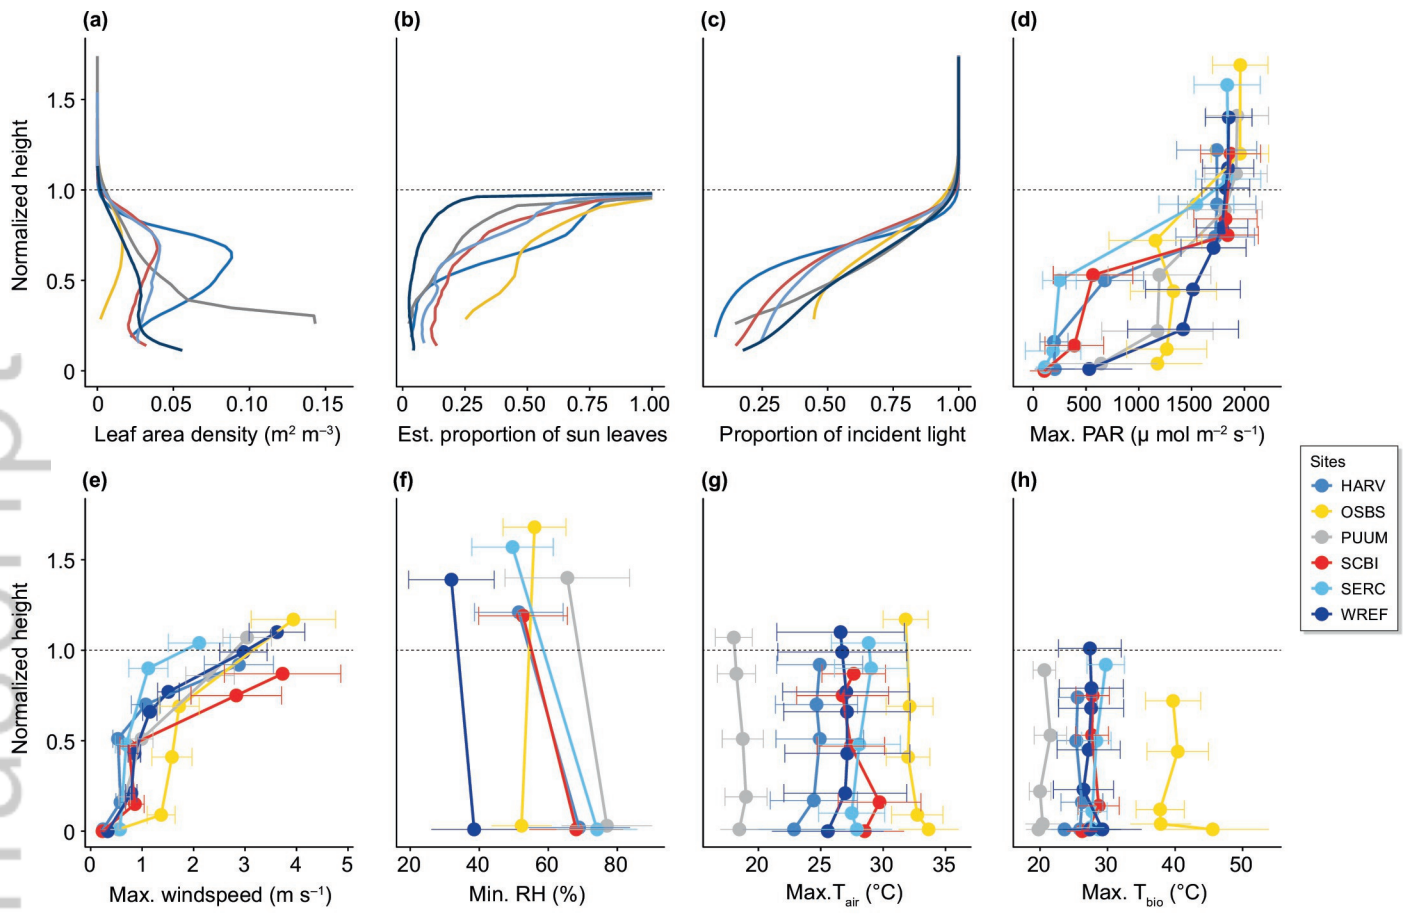 (a)
(b)
(c)
(d)
Normalized height
1.5
1.0
0.5
0
0 0.05 0.10 0.15
Leaf area density (m² m⁻³)
0 0.25 0.50 0.75 1.00
Est. proportion of sun leaves
0.25 0.50 0.75 1.00
Proportion of incident light
0 500 1000 1500 2000
Max. PAR (µ mol m⁻² s⁻¹)
(e)
(f)
(g)
(h)
Normalized height
1.5
1.0
0.5
0
0 1 2 3 4 5
Max. windspeed (m s⁻¹)
20 40 60 80
Min. RH (%)
20 25 30 35
Max.Tair (°C)
20 30 40 50
Max. Tbio (°C)
Sites
HARV
OSBS
PUUM
SCBI
SERC
WREF